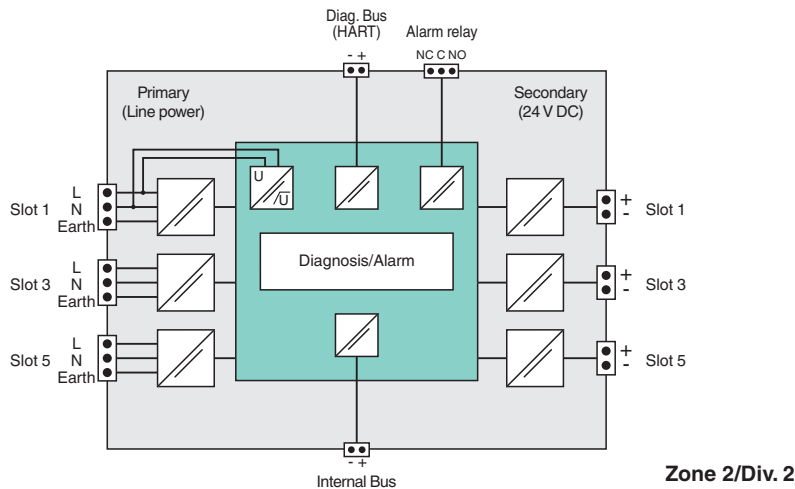 Diag. Bus
(HART)
Alarm relay
- +
NC C NO
Primary
(Line power)
Secondary
(24 V DC)
U
/U̅
L
N
Earth
Slot 1
+
-
Slot 1
Diagnosis/Alarm
L
N
Earth
Slot 3
+
-
Slot 3
L
N
Earth
Slot 5
+
-
Slot 5
- +
Internal Bus
Zone 2/Div. 2